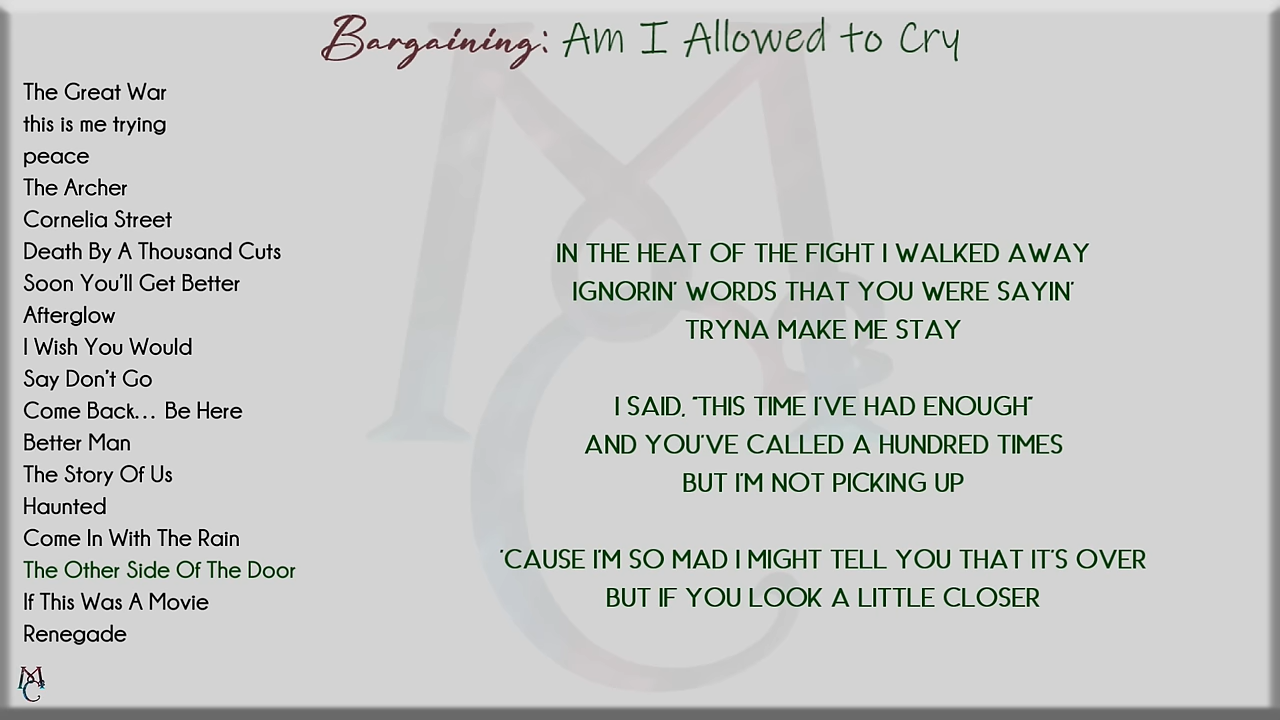 Bargaining: Am I Allowed to Cry
The Great War
this is me trying
peace
The Archer
Cornelia Street
Death By A Thousand Cuts
Soon You'll Get Better
Afterglow
I Wish You Would
Say Don't Go
Come Back... Be Here
Better Man
The Story Of Us
Haunted
Come In With The Rain
The Other Side Of The Door
If This Was A Movie
Renegade
IN THE HEAT OF THE FIGHT I WALKED AWAY
IGNORIN' WORDS THAT YOU WERE SAYIN'
TRYNA MAKE ME STAY
I SAID, "THIS TIME I'VE HAD ENOUGH"
AND YOU'VE CALLED A HUNDRED TIMES
BUT I'M NOT PICKING UP
'CAUSE I'M SO MAD I MIGHT TELL YOU THAT IT'S OVER
BUT IF YOU LOOK A LITTLE CLOSER